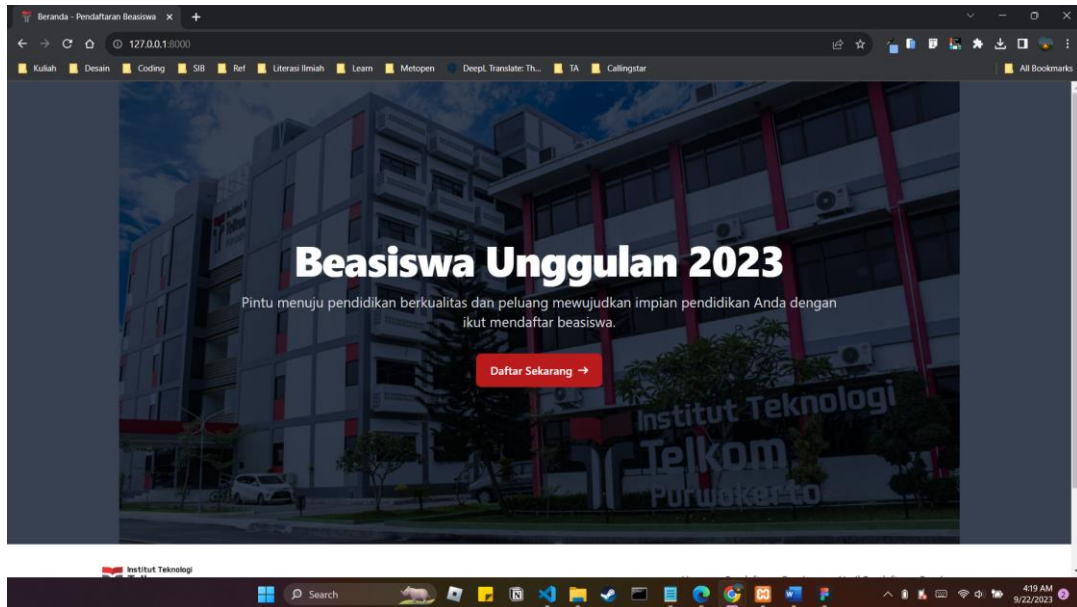 Beranda - Pendaftaran Beasiswa
127.0.0.1:8000
Kuliah Desain Coding SIB Ref Literasi Ilmiah Learn Metopen DeepL Translate: Th... TA Callingstar All Bookmarks
Beasiswa Unggulan 2023
Pintu menuju pendidikan berkualitas dan peluang mewujudkan impian pendidikan Anda dengan
ikut mendaftar beasiswa.
Daftar Sekarang →
Institut Teknologi
Telkom
Purwokerto
Institut Teknologi
Search
4:19 AM
9/22/2023